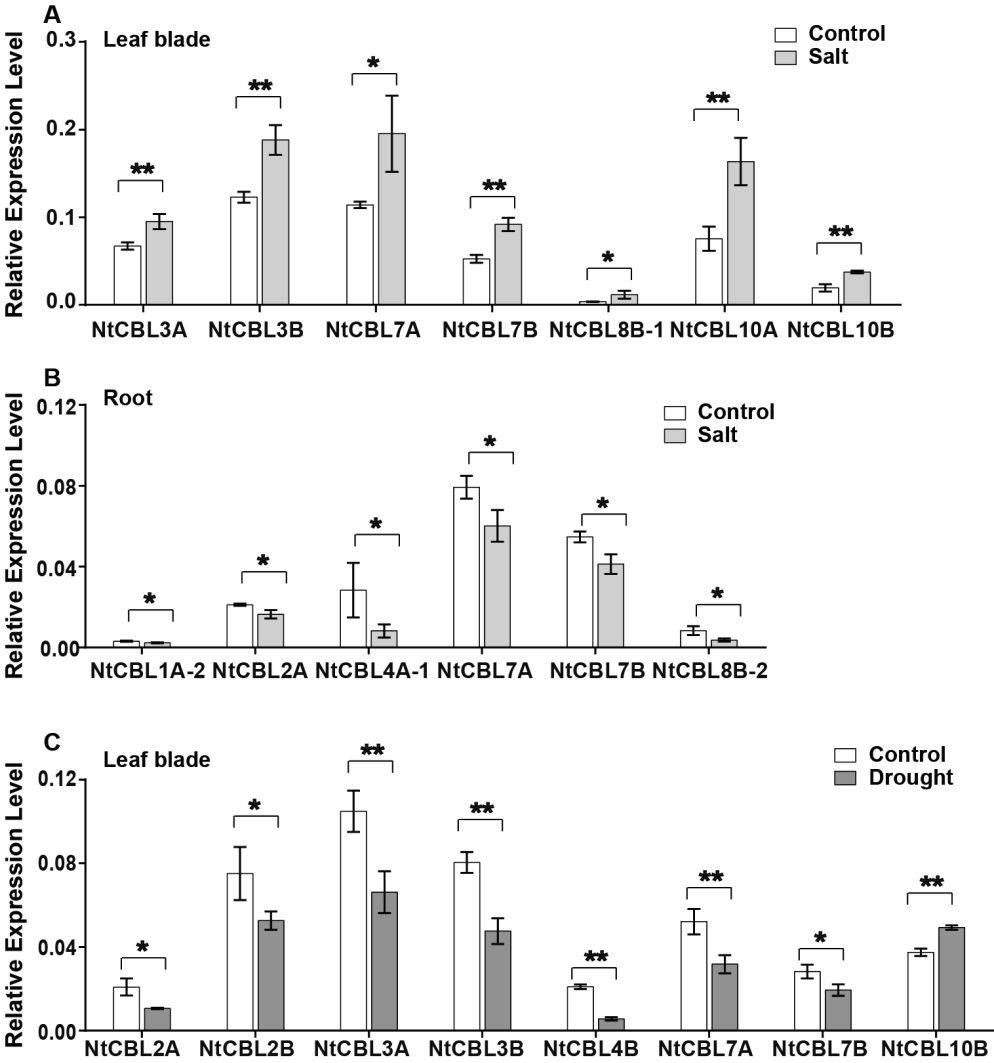 A
Leaf blade
Control
Salt
Relative Expression Level
0.3
0.2
0.1
0.0
** ** * ** * ** **
NtCBL3A NtCBL3B NtCBL7A NtCBL7B NtCBL8B-1 NtCBL10A NtCBL10B
B
Root
Control
Salt
Relative Expression Level
0.12
0.08
0.04
0.00
* * * * * *
NtCBL1A-2 NtCBL2A NtCBL4A-1 NtCBL7A NtCBL7B NtCBL8B-2
C
Leaf blade
Control
Drought
Relative Expression Level
0.12
0.08
0.04
0.00
* * ** ** ** ** * **
NtCBL2A NtCBL2B NtCBL3A NtCBL3B NtCBL4B NtCBL7A NtCBL7B NtCBL10B